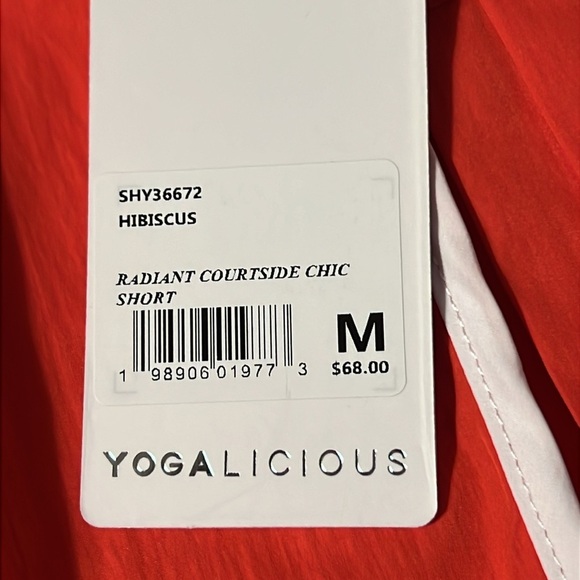 SHY36672
HIBISCUS
RADIANT COURTSIDE CHIC
SHORT
M
1 98906 01977 3 $68.00
YOGALICIOUS